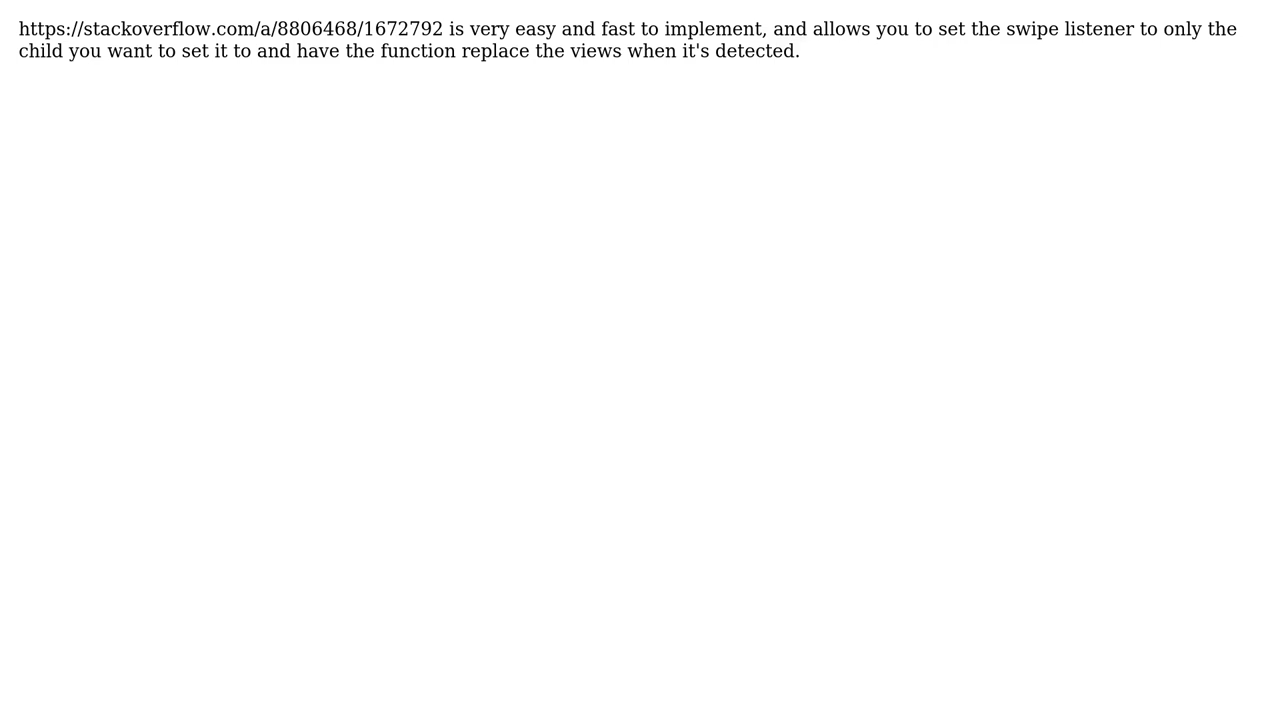 https://stackoverflow.com/a/8806468/1672792 is very easy and fast to implement, and allows you to set the swipe listener to only the
child you want to set it to and have the function replace the views when it's detected.